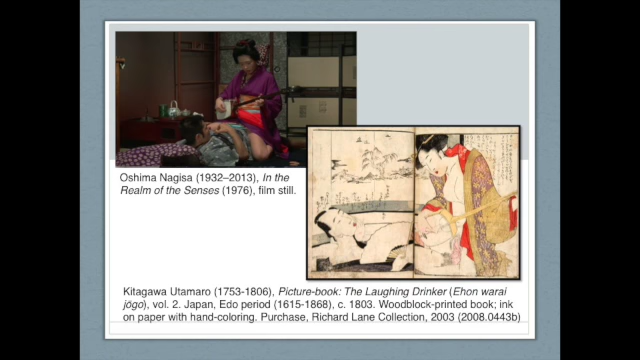 Oshima Nagisa (1932–2013), In the
Realm of the Senses (1976), film still.
Kitagawa Utamaro (1753-1806), Picture-book: The Laughing Drinker (Ehon warai
jōgo), vol. 2. Japan, Edo period (1615-1868), c. 1803. Woodblock-printed book; ink
on paper with hand-coloring. Purchase, Richard Lane Collection, 2003 (2008.0443b)